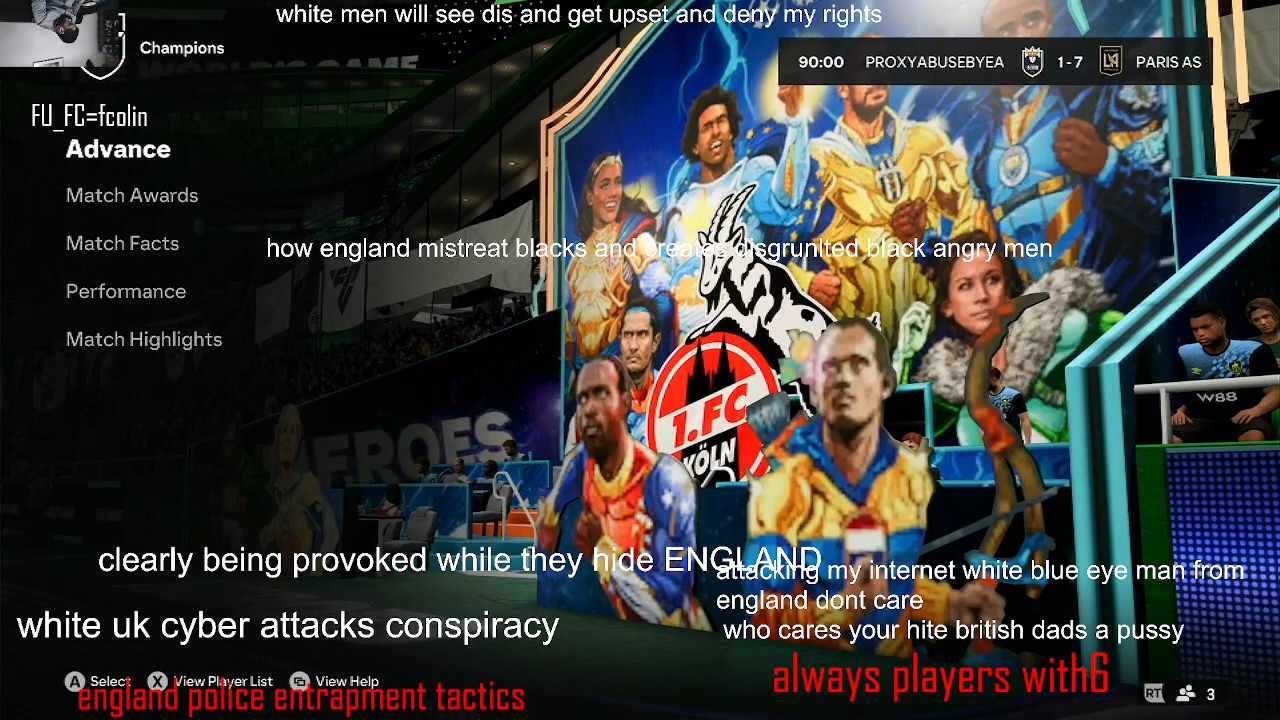 white men will see dis and get upset and deny my rights
Champions
WORLD'S GAME
90:00 PROXYABUSEBYEA 1-7 PARIS AS
FU_FC=fcolin
Advance
Match Awards
Match Facts
Performance
Match Highlights
how england mistreat blacks and creates disgrunlted black angry men
1.FC
KÖLN
W88
HEROES
clearly being provoked while they hide ENGLAND
attacking my internet white blue eye man from
england dont care
white uk cyber attacks conspiracy
who cares your hite british dads a pussy
always players with6
A Select X View Player List View Help
england police entrapment tactics
RT 3